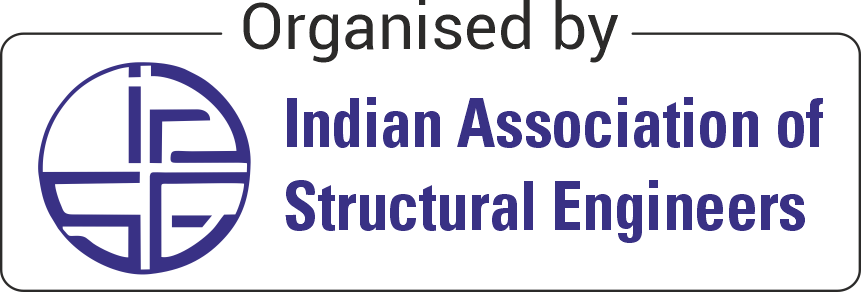 Organised by
Indian Association of
Structural Engineers